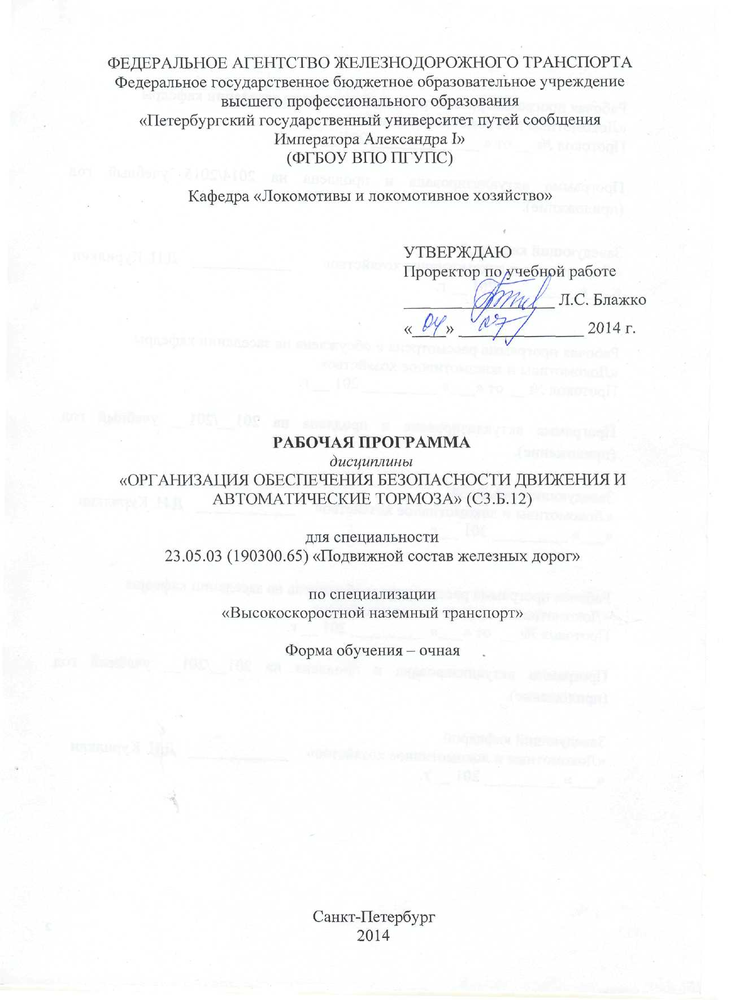 ФЕДЕРАЛЬНОЕ АГЕНТСТВО ЖЕЛЕЗНОДОРОЖНОГО ТРАНСПОРТА
Федеральное государственное бюджетное образовательное учреждение
высшего профессионального образования
«Петербургский государственный университет путей сообщения
Императора Александра I»
(ФГБОУ ВПО ПГУПС)
Кафедра «Локомотивы и локомотивное хозяйство»
УТВЕРЖДАЮ
Проректор по учебной работе
Л.С. Блажко
«04» 07 2014 г.
РАБОЧАЯ ПРОГРАММА
дисциплины
«ОРГАНИЗАЦИЯ ОБЕСПЕЧЕНИЯ БЕЗОПАСНОСТИ ДВИЖЕНИЯ И
АВТОМАТИЧЕСКИЕ ТОРМОЗА» (С3.Б.12)
для специальности
23.05.03 (190300.65) «Подвижной состав железных дорог»
по специализации
«Высокоскоростной наземный транспорт»
Форма обучения – очная
Санкт-Петербург
2014